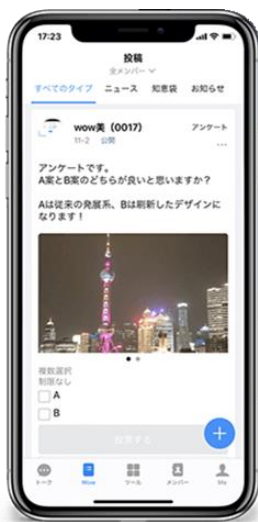 17:23
投稿
全メンバー
すべてのタイプ ニュース 知恵袋 お知らせ
wow美（0017） アンケート
11-2 公開
アンケートです。
A案とB案のどちらが良いと思いますか？
Aは従来の発展系、Bは刷新したデザインに
なります！
複数選択
制限なし
A
B
投票する
トーク Wow ツール メンバー Me